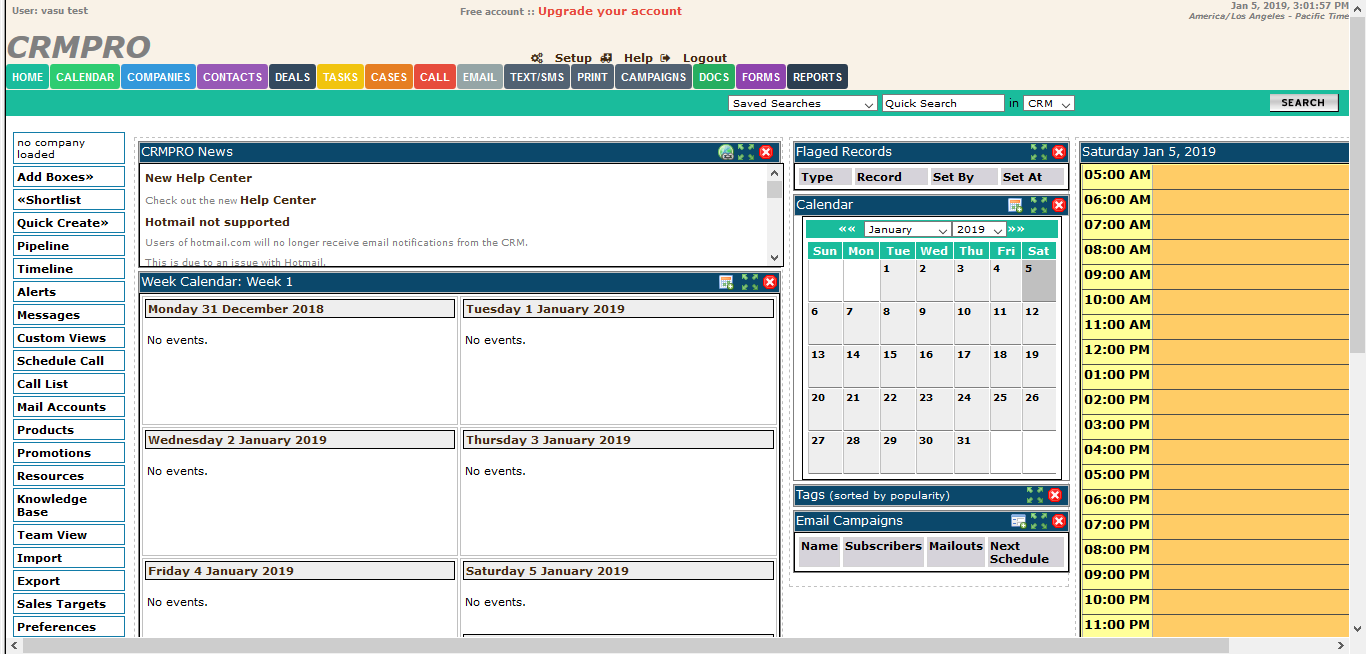 User: vasu test
Free account :: Upgrade your account
Jan 5, 2019, 3:01:57 PM
America/Los Angeles - Pacific Time
CRMPRO
Setup Help Logout
HOME CALENDAR COMPANIES CONTACTS DEALS TASKS CASES CALL EMAIL TEXT/SMS PRINT CAMPAIGNS DOCS FORMS REPORTS
Saved Searches Quick Search in CRM SEARCH
no company
loaded
Add Boxes»
«Shortlist
Quick Create»
Pipeline
Timeline
Alerts
Messages
Custom Views
Schedule Call
Call List
Mail Accounts
Products
Promotions
Resources
Knowledge
Base
Team View
Import
Export
Sales Targets
Preferences
CRMPRO News
New Help Center
Check out the new Help Center
Hotmail not supported
Users of hotmail.com will no longer receive email notifications from the CRM.
This is due to an issue with Hotmail.
Week Calendar: Week 1
Monday 31 December 2018
No events.
Tuesday 1 January 2019
No events.
Wednesday 2 January 2019
No events.
Thursday 3 January 2019
No events.
Friday 4 January 2019
No events.
Saturday 5 January 2019
No events.
Flaged Records
Type Record Set By Set At
Calendar
«« January 2019 »»
Sun Mon Tue Wed Thu Fri Sat
1 2 3 4 5
6 7 8 9 10 11 12
13 14 15 16 17 18 19
20 21 22 23 24 25 26
27 28 29 30 31
Tags (sorted by popularity)
Email Campaigns
Name Subscribers Mailouts Next
Schedule
Saturday Jan 5, 2019
05:00 AM
06:00 AM
07:00 AM
08:00 AM
09:00 AM
10:00 AM
11:00 AM
12:00 PM
01:00 PM
02:00 PM
03:00 PM
04:00 PM
05:00 PM
06:00 PM
07:00 PM
08:00 PM
09:00 PM
10:00 PM
11:00 PM